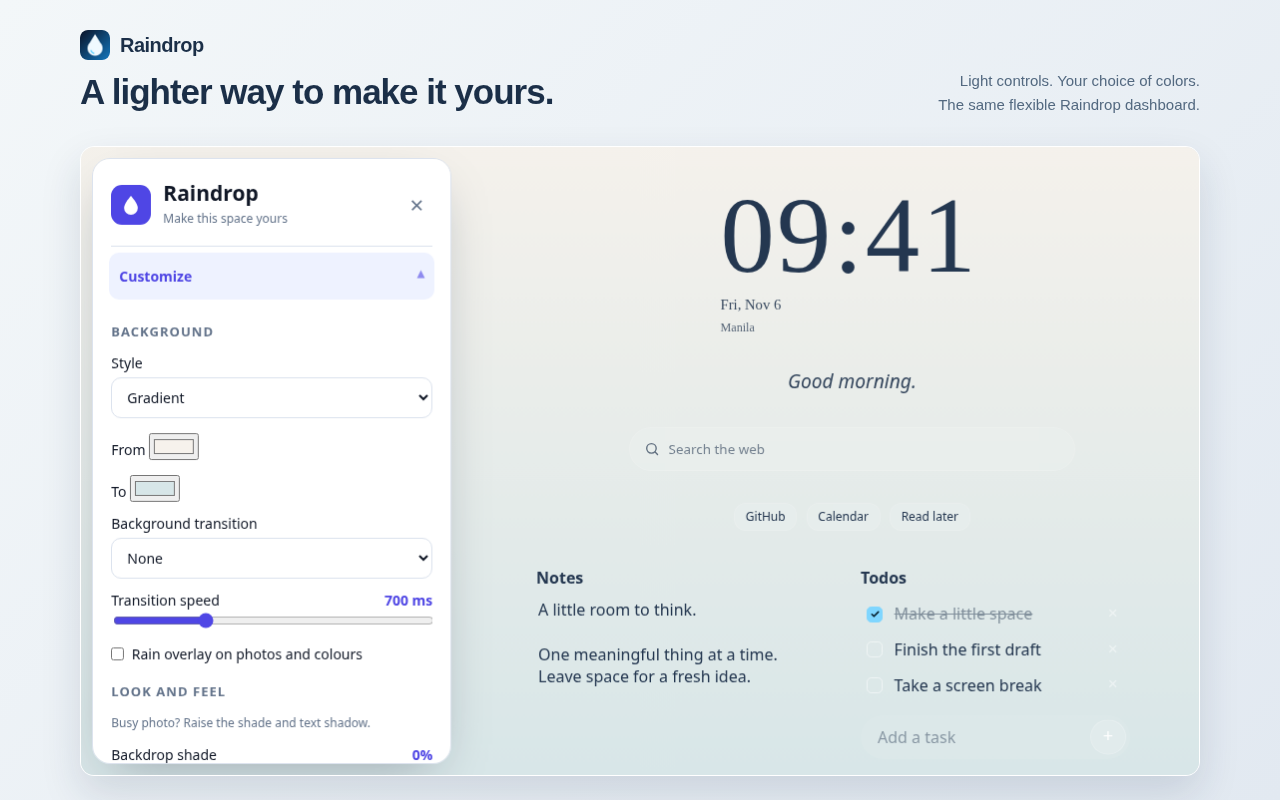 Raindrop
A lighter way to make it yours.
Light controls. Your choice of colors.
The same flexible Raindrop dashboard.
Raindrop
Make this space yours
Customize
BACKGROUND
Style
Gradient
From
To
Background transition
None
Transition speed 700 ms
Rain overlay on photos and colours
LOOK AND FEEL
Busy photo? Raise the shade and text shadow.
Backdrop shade 0%
09:41
Fri, Nov 6
Manila
Good morning.
Search the web
GitHub Calendar Read later
Notes
A little room to think.
One meaningful thing at a time.
Leave space for a fresh idea.
Todos
Make a little space
Finish the first draft
Take a screen break
Add a task